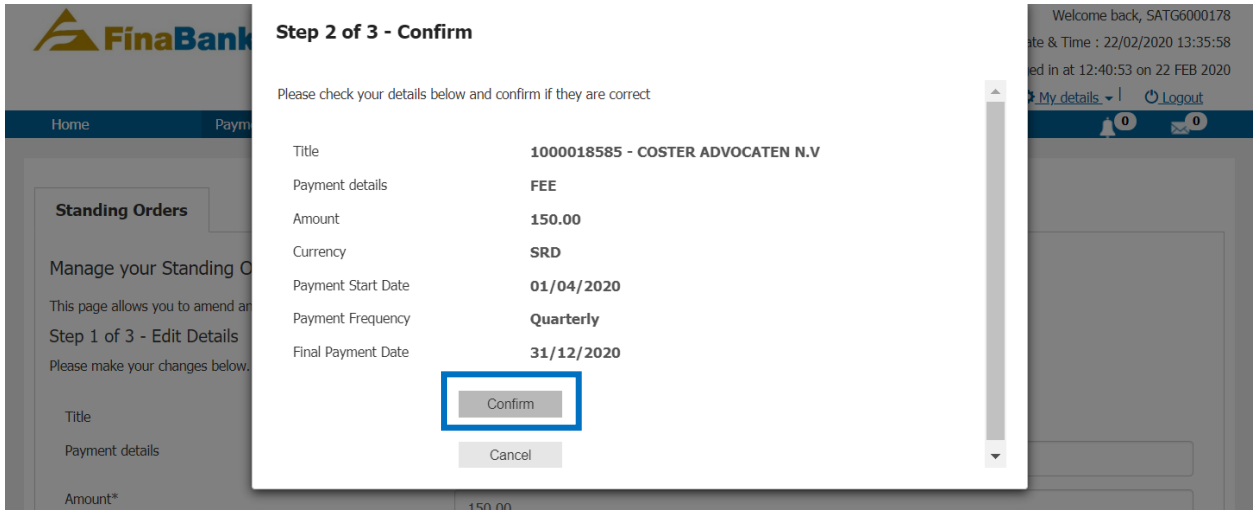 FinaBank
Welcome back, SATG6000178
ate & Time : 22/02/2020 13:35:58
ed in at 12:40:53 on 22 FEB 2020
My details
Logout
Home
Paym
0
0
Step 2 of 3 - Confirm
Please check your details below and confirm if they are correct
Title 1000018585 - COSTER ADVOCATEN N.V
Payment details FEE
Amount 150.00
Currency SRD
Payment Start Date 01/04/2020
Payment Frequency Quarterly
Final Payment Date 31/12/2020
Confirm
Cancel
Standing Orders
Manage your Standing O
This page allows you to amend an
Step 1 of 3 - Edit Details
Please make your changes below.
Title
Payment details
Amount*
150.00